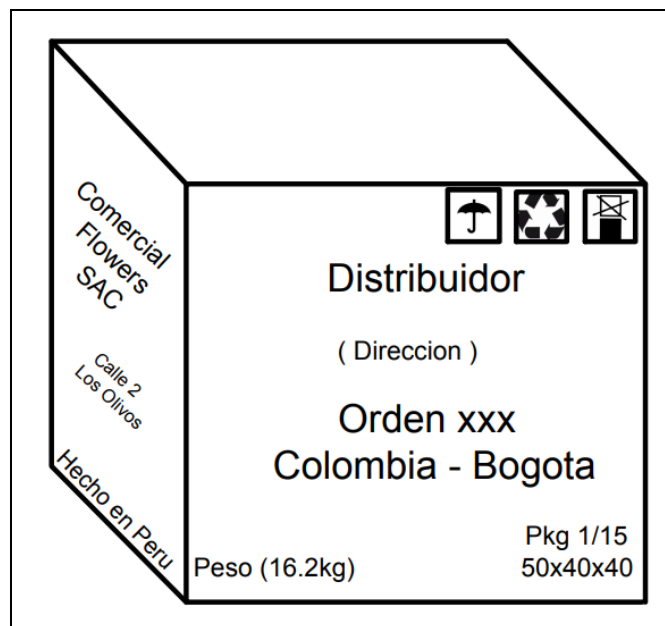 Comercial
Flowers
SAC
Calle 2
Los Olivos
Hecho en Peru
Distribuidor
( Direccion )
Orden xxx
Colombia - Bogota
Peso (16.2kg)
Pkg 1/15
50x40x40